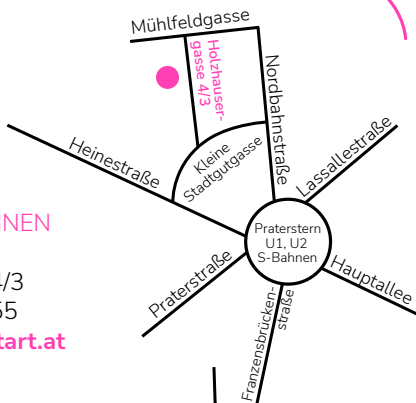 Mühlfeldgasse
Holzhauser-
gasse 4/3
Nordbahnstraße
Heinestraße
Kleine
Stadtgutgasse
Lassallestraße
Praterstern
U1, U2
S-Bahnen
Praterstraße
Hauptallee
Franzensbrücken-
straße
NNEN
4/3
55
tart.at